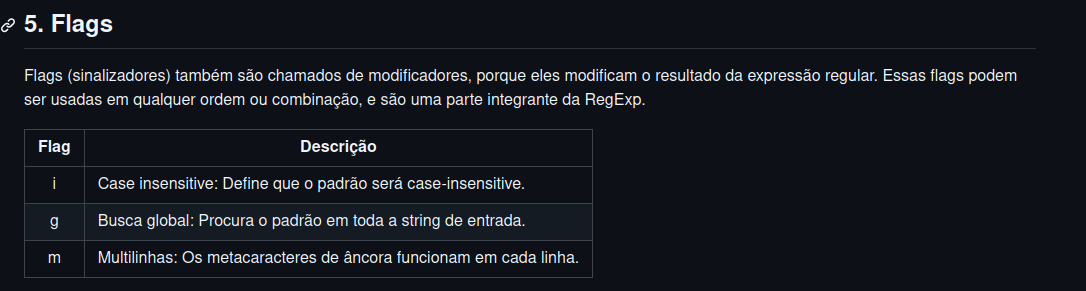 5. Flags
Flags (sinalizadores) também são chamados de modificadores, porque eles modificam o resultado da expressão regular. Essas flags podem
ser usadas em qualquer ordem ou combinação, e são uma parte integrante da RegExp.
Flag Descrição
i Case insensitive: Define que o padrão será case-insensitive.
g Busca global: Procura o padrão em toda a string de entrada.
m Multilinhas: Os metacaracteres de âncora funcionam em cada linha.